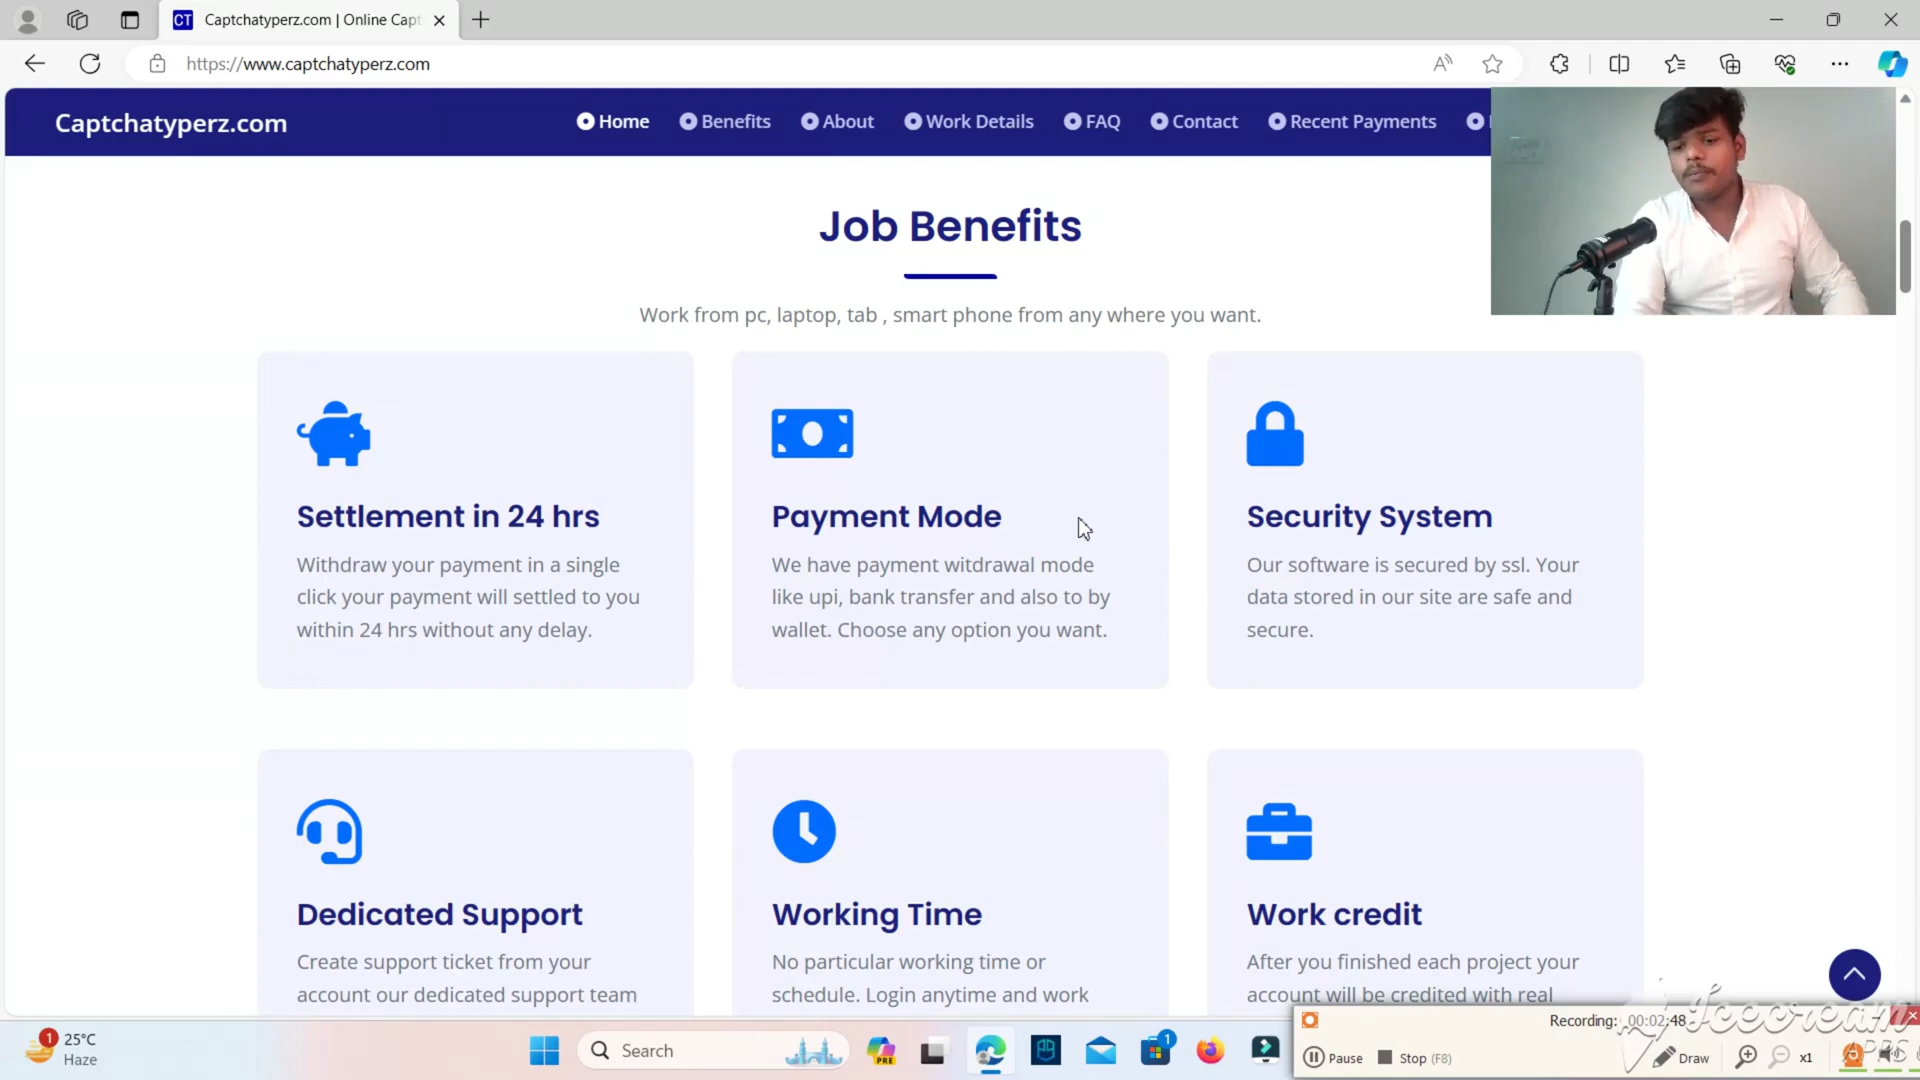 CT Captchatyperz.com | Online Capt
https://www.captchatyperz.com
Captchatyperz.com
Home
Benefits
About
Work Details
FAQ
Contact
Recent Payments
Job Benefits
Work from pc, laptop, tab , smart phone from any where you want.
Settlement in 24 hrs
Withdraw your payment in a single
click your payment will settled to you
within 24 hrs without any delay.
Payment Mode
We have payment witdrawal mode
like upi, bank transfer and also to by
wallet. Choose any option you want.
Security System
Our software is secured by ssl. Your
data stored in our site are safe and
secure.
Dedicated Support
Create support ticket from your
account our dedicated support team
Working Time
No particular working time or
schedule. Login anytime and work
Work credit
After you finished each project your
account will be credited with real
Recording: 00:02:48
Icecream
APPS
Pause
Stop (F8)
Draw
x1
1
25°C
Haze
Search
PRE
1